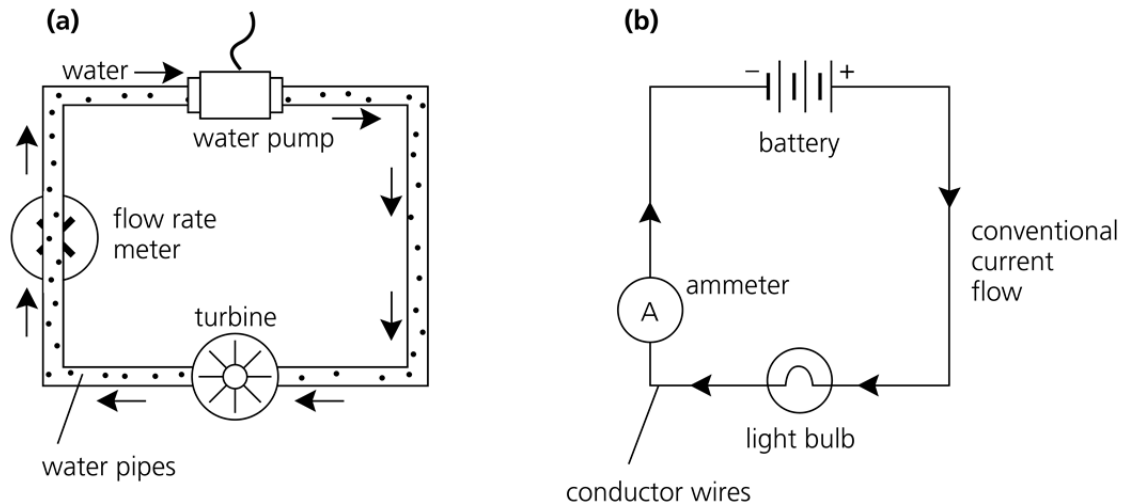 (a)
water
water pump
flow rate
meter
turbine
water pipes
(b)
− +
battery
conventional
current
flow
ammeter
A
light bulb
conductor wires